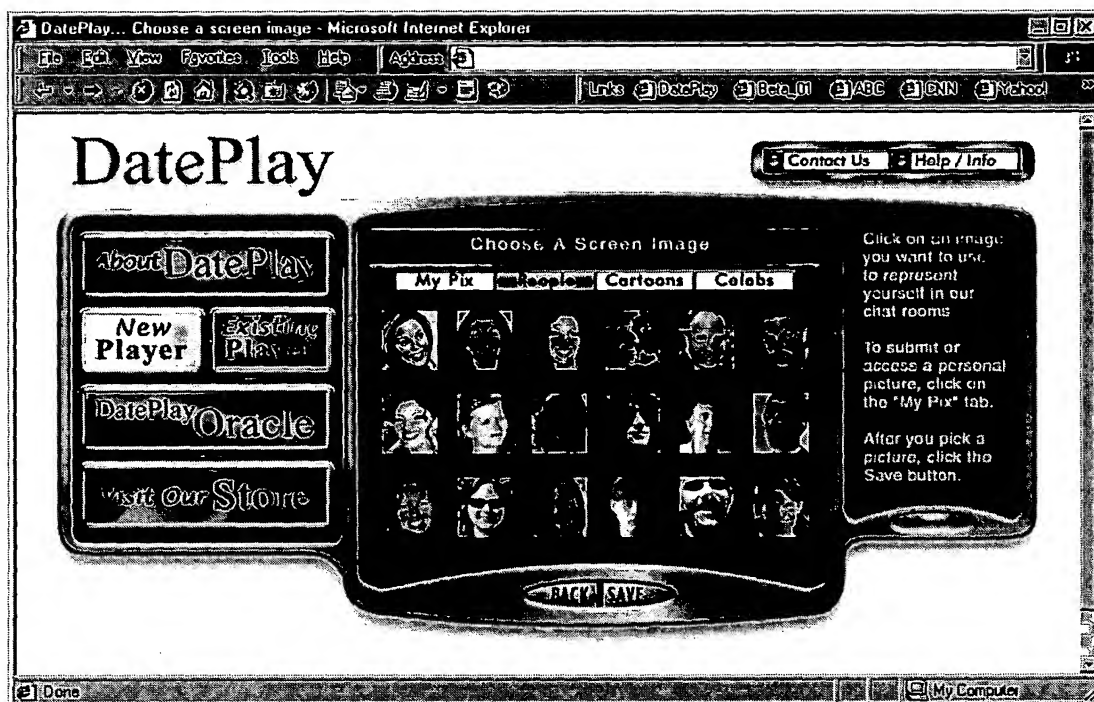 DatePlay... Choose a screen image - Microsoft Internet Explorer
File Edit View Favorites Tools Help Address
Links DatePlay Beta_01 ABC CNN Yahoo!
DatePlay
Contact Us Help / Info
About DatePlay
New Player
Existing Player
DatePlay Oracle
Visit Our Store
Choose A Screen Image
My Pix People Cartoons Celebs
Click on an image
you want to use
to represent
yourself in our
chat rooms
To submit or
access a personal
picture, click on
the "My Pix" tab.
After you pick a
picture, click the
Save button.
BACK SAVE
Done My Computer